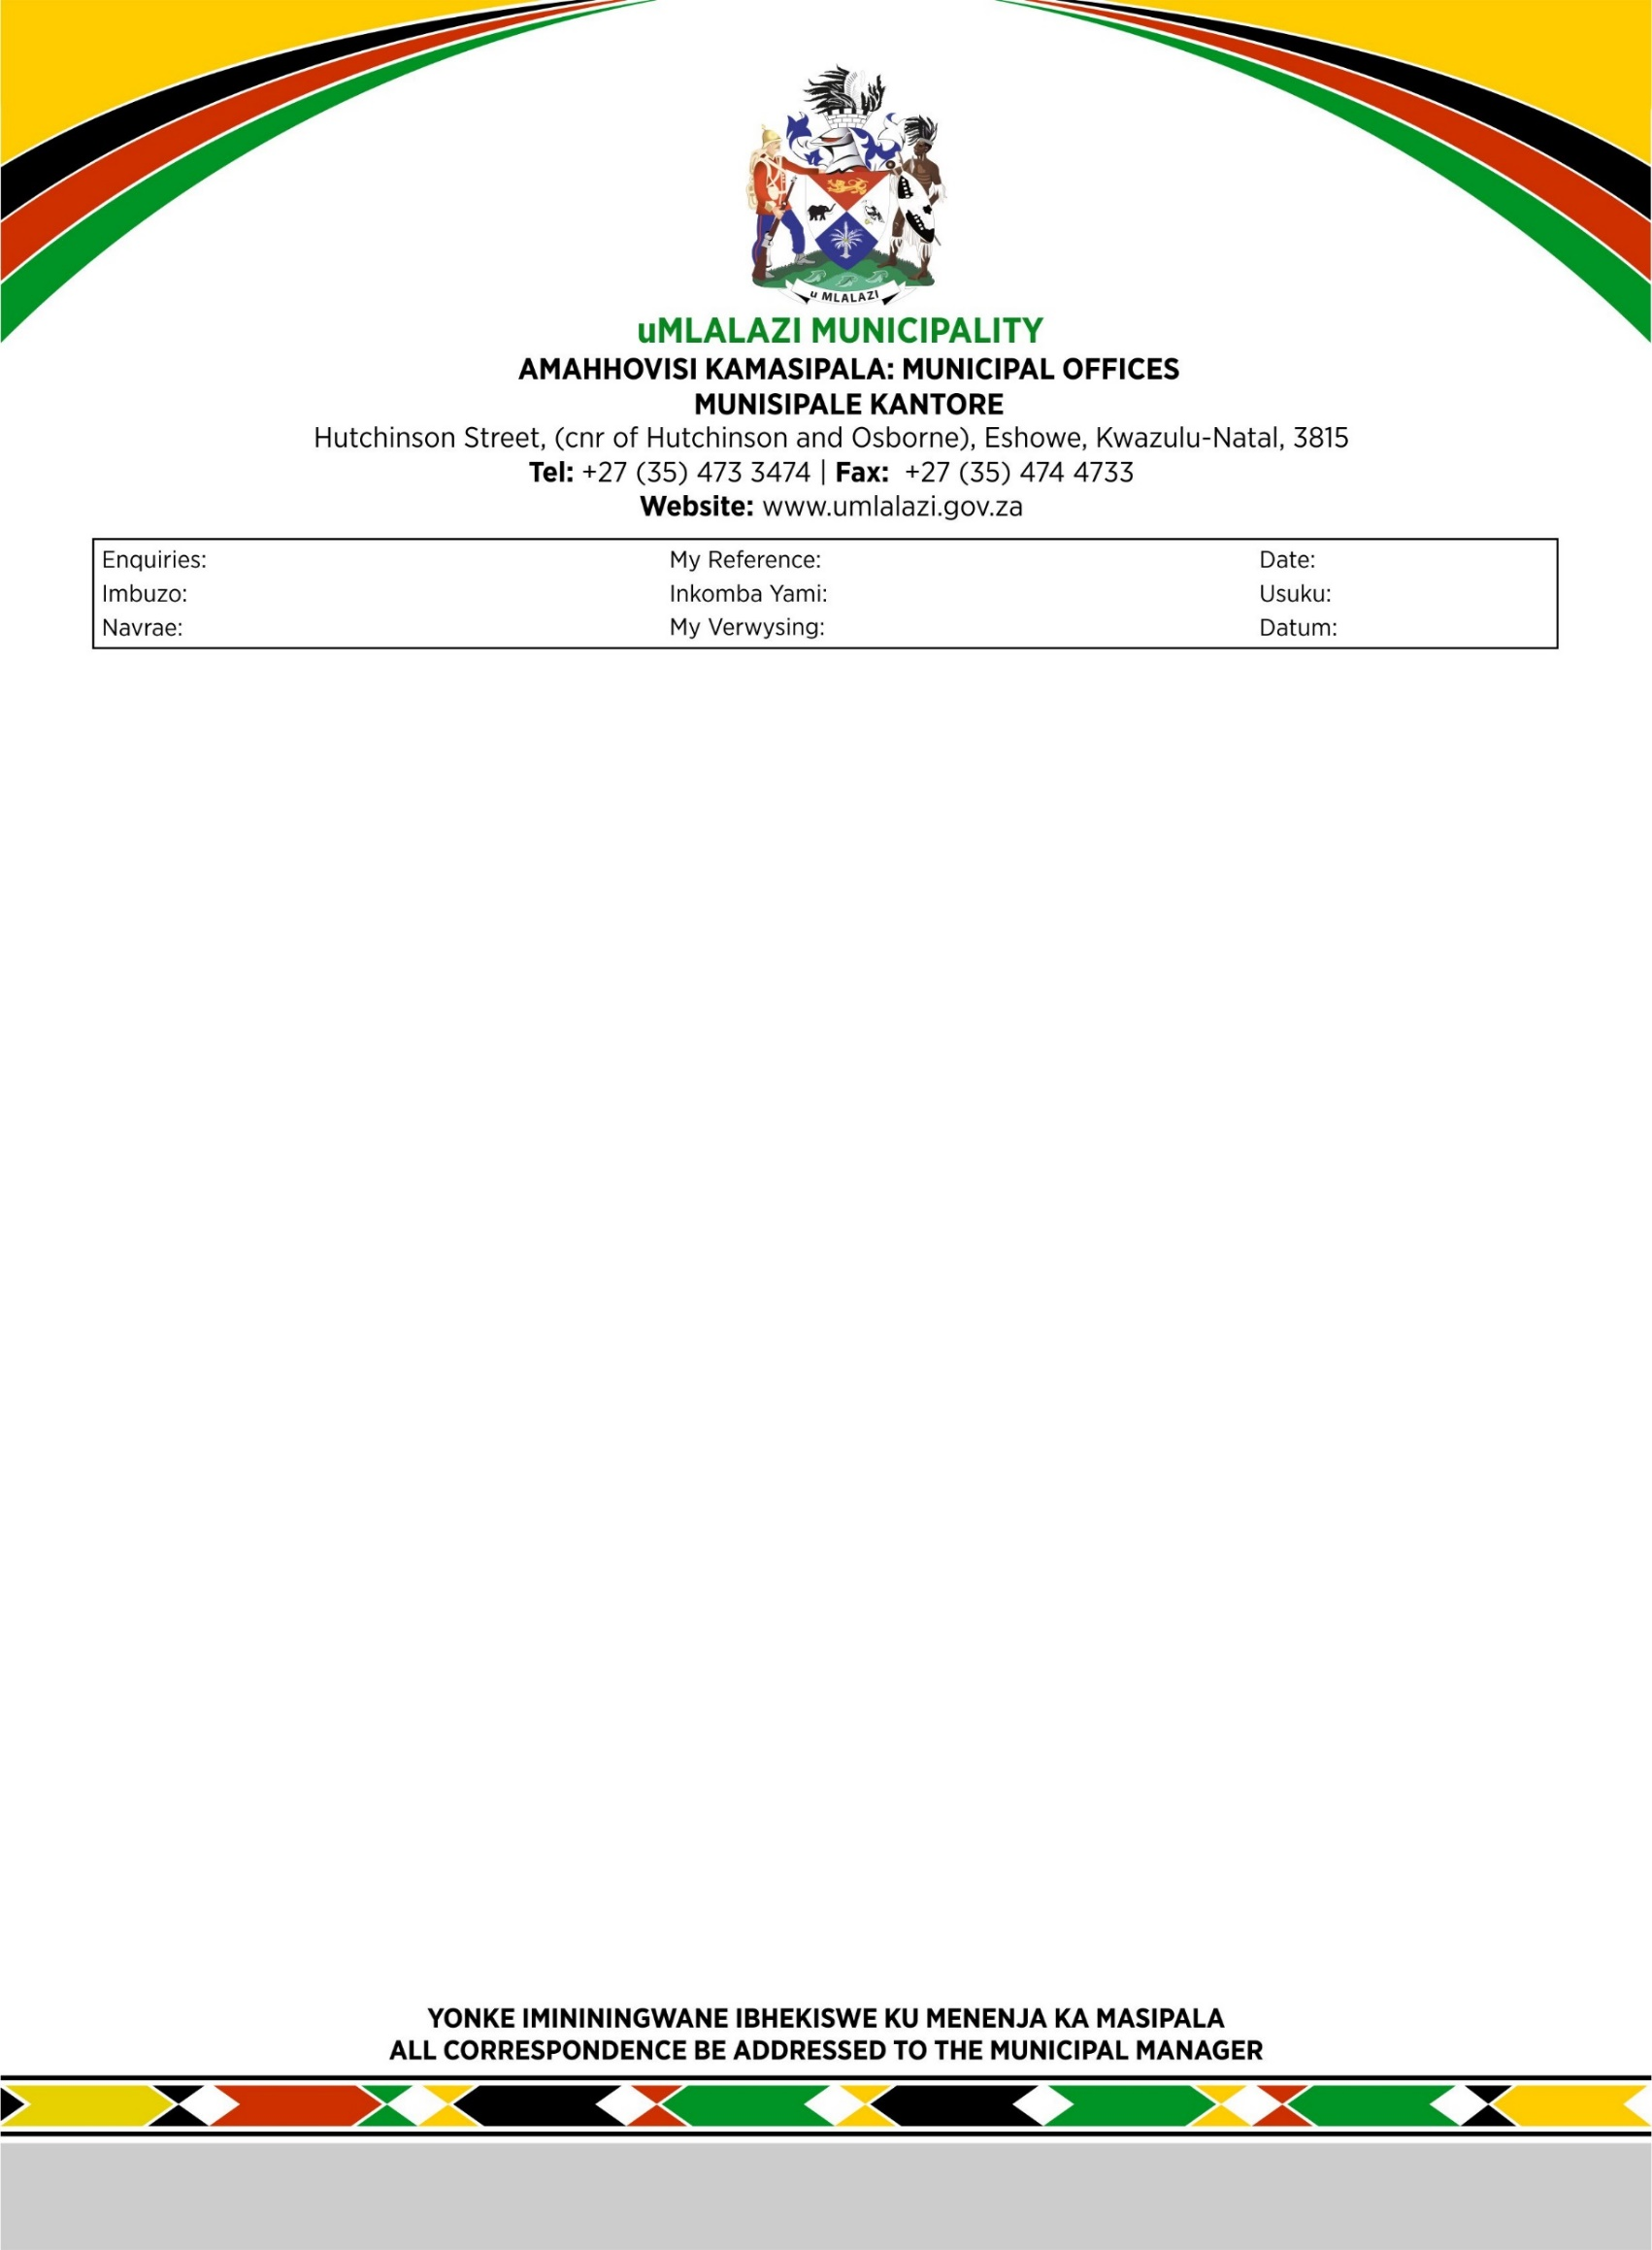 u MLALAZI
uMLALAZI MUNICIPALITY
AMAHHOVISI KAMASIPALA: MUNICIPAL OFFICES
MUNISIPALE KANTORE
Hutchinson Street, (cnr of Hutchinson and Osborne), Eshowe, Kwazulu-Natal, 3815
Tel: +27 (35) 473 3474 | Fax: +27 (35) 474 4733
Website: www.umlalazi.gov.za
Enquiries: My Reference: Date:
Imbuzo: Inkomba Yami: Usuku:
Navrae: My Verwysing: Datum:
YONKE IMININININGWANE IBHEKISWE KU MENENJA KA MASIPALA
ALL CORRESPONDENCE BE ADDRESSED TO THE MUNICIPAL MANAGER